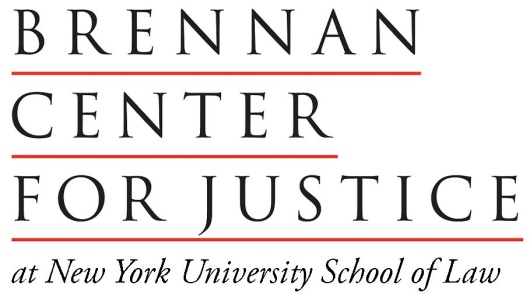 BRENNAN
CENTER
FOR JUSTICE
at New York University School of Law